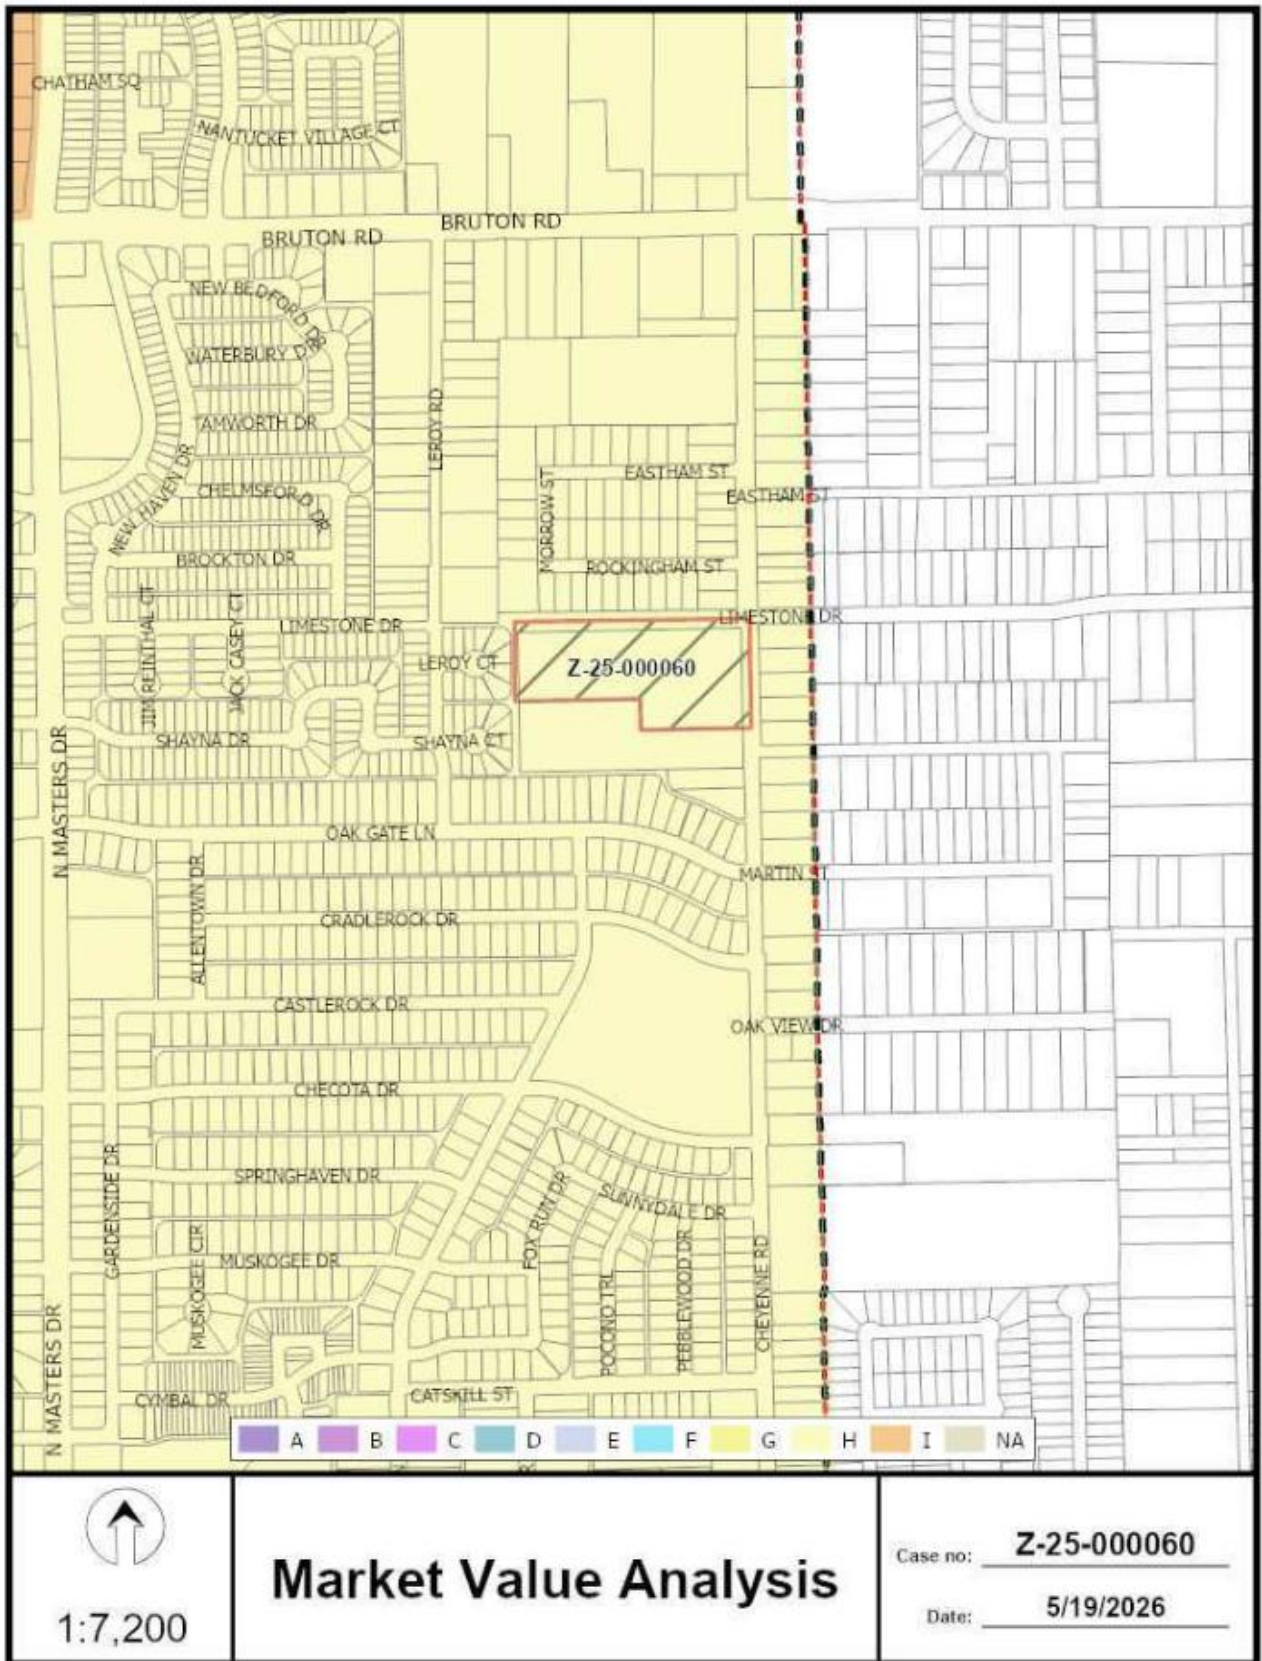 CHATHAM SQ
NANTUCKET VILLAGE CT
BRUTON RD
BRUTON RD
NEW BEDFORD DR
WATERBURY DR
LEROY RD
TAMWORTH DR
NEW HAVEN DR
EASTHAM ST
MORROW ST
CHELMSFORD DR
EASTHAM ST
BROCKTON DR
ROCKINGHAM ST
JIM REINTHAL CT
JACK CASEY CT
LIMESTONE DR
LIMESTONE DR
LEROY CT
Z-25-000060
SHAYNA DR
SHAYNA CT
N MASTERS DR
OAK GATE LN
MARTIN ST
ALLENTOWN DR
CRADLEROCK DR
CASTLEROCK DR
OAK VIEW DR
CHECOTA DR
GARDENSIDE DR
SPRINGHAVEN DR
FOX RUN DR
SUNNYDALE DR
MUSKOGEE CIR
MUSKOGEE DR
POCONO TRL
PEBBLEWOOD DR
CHEYENNE RD
N MASTERS DR
CYMBAL DR
CATSKILL ST
A B C D E F G H I NA
1:7,200
Market Value Analysis
Case no: Z-25-000060
Date: 5/19/2026